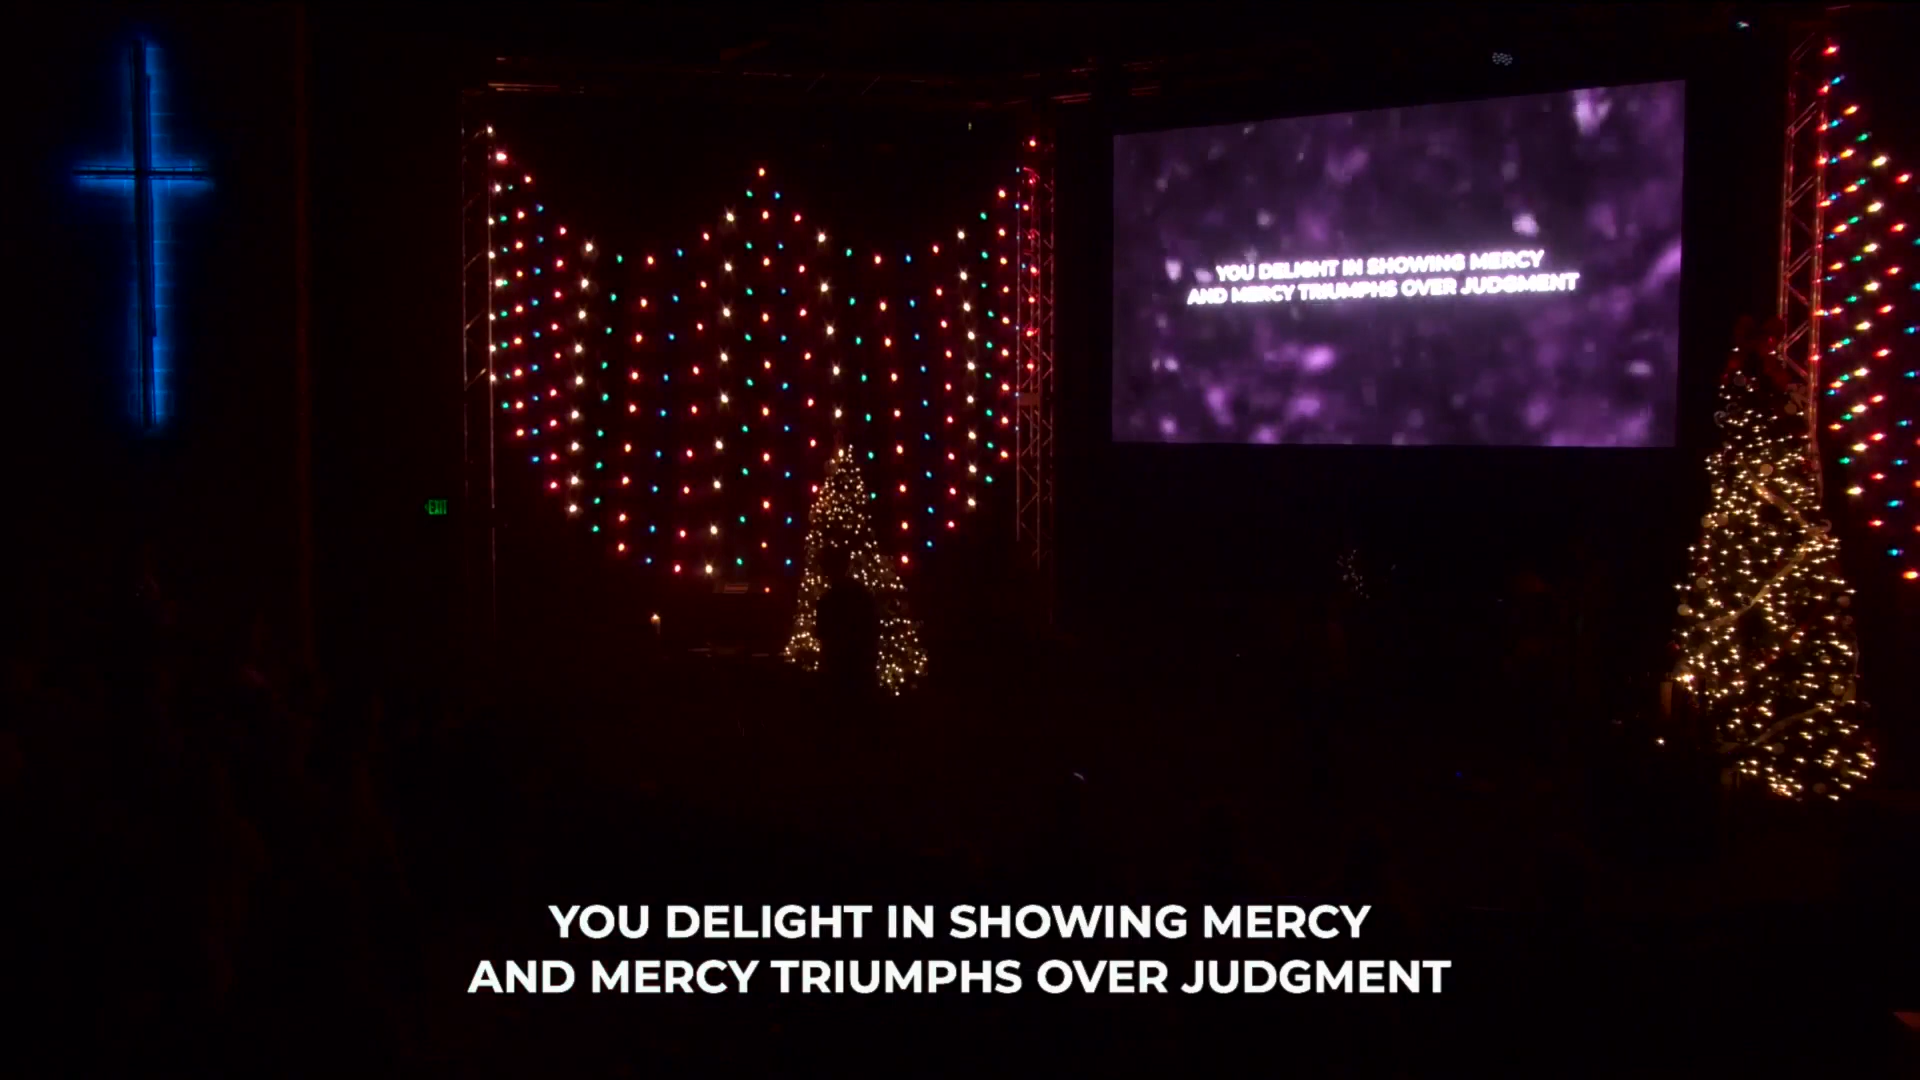 YOU DELIGHT IN SHOWING MERCY
AND MERCY TRIUMPHS OVER JUDGMENT
EXIT
YOU DELIGHT IN SHOWING MERCY
AND MERCY TRIUMPHS OVER JUDGMENT